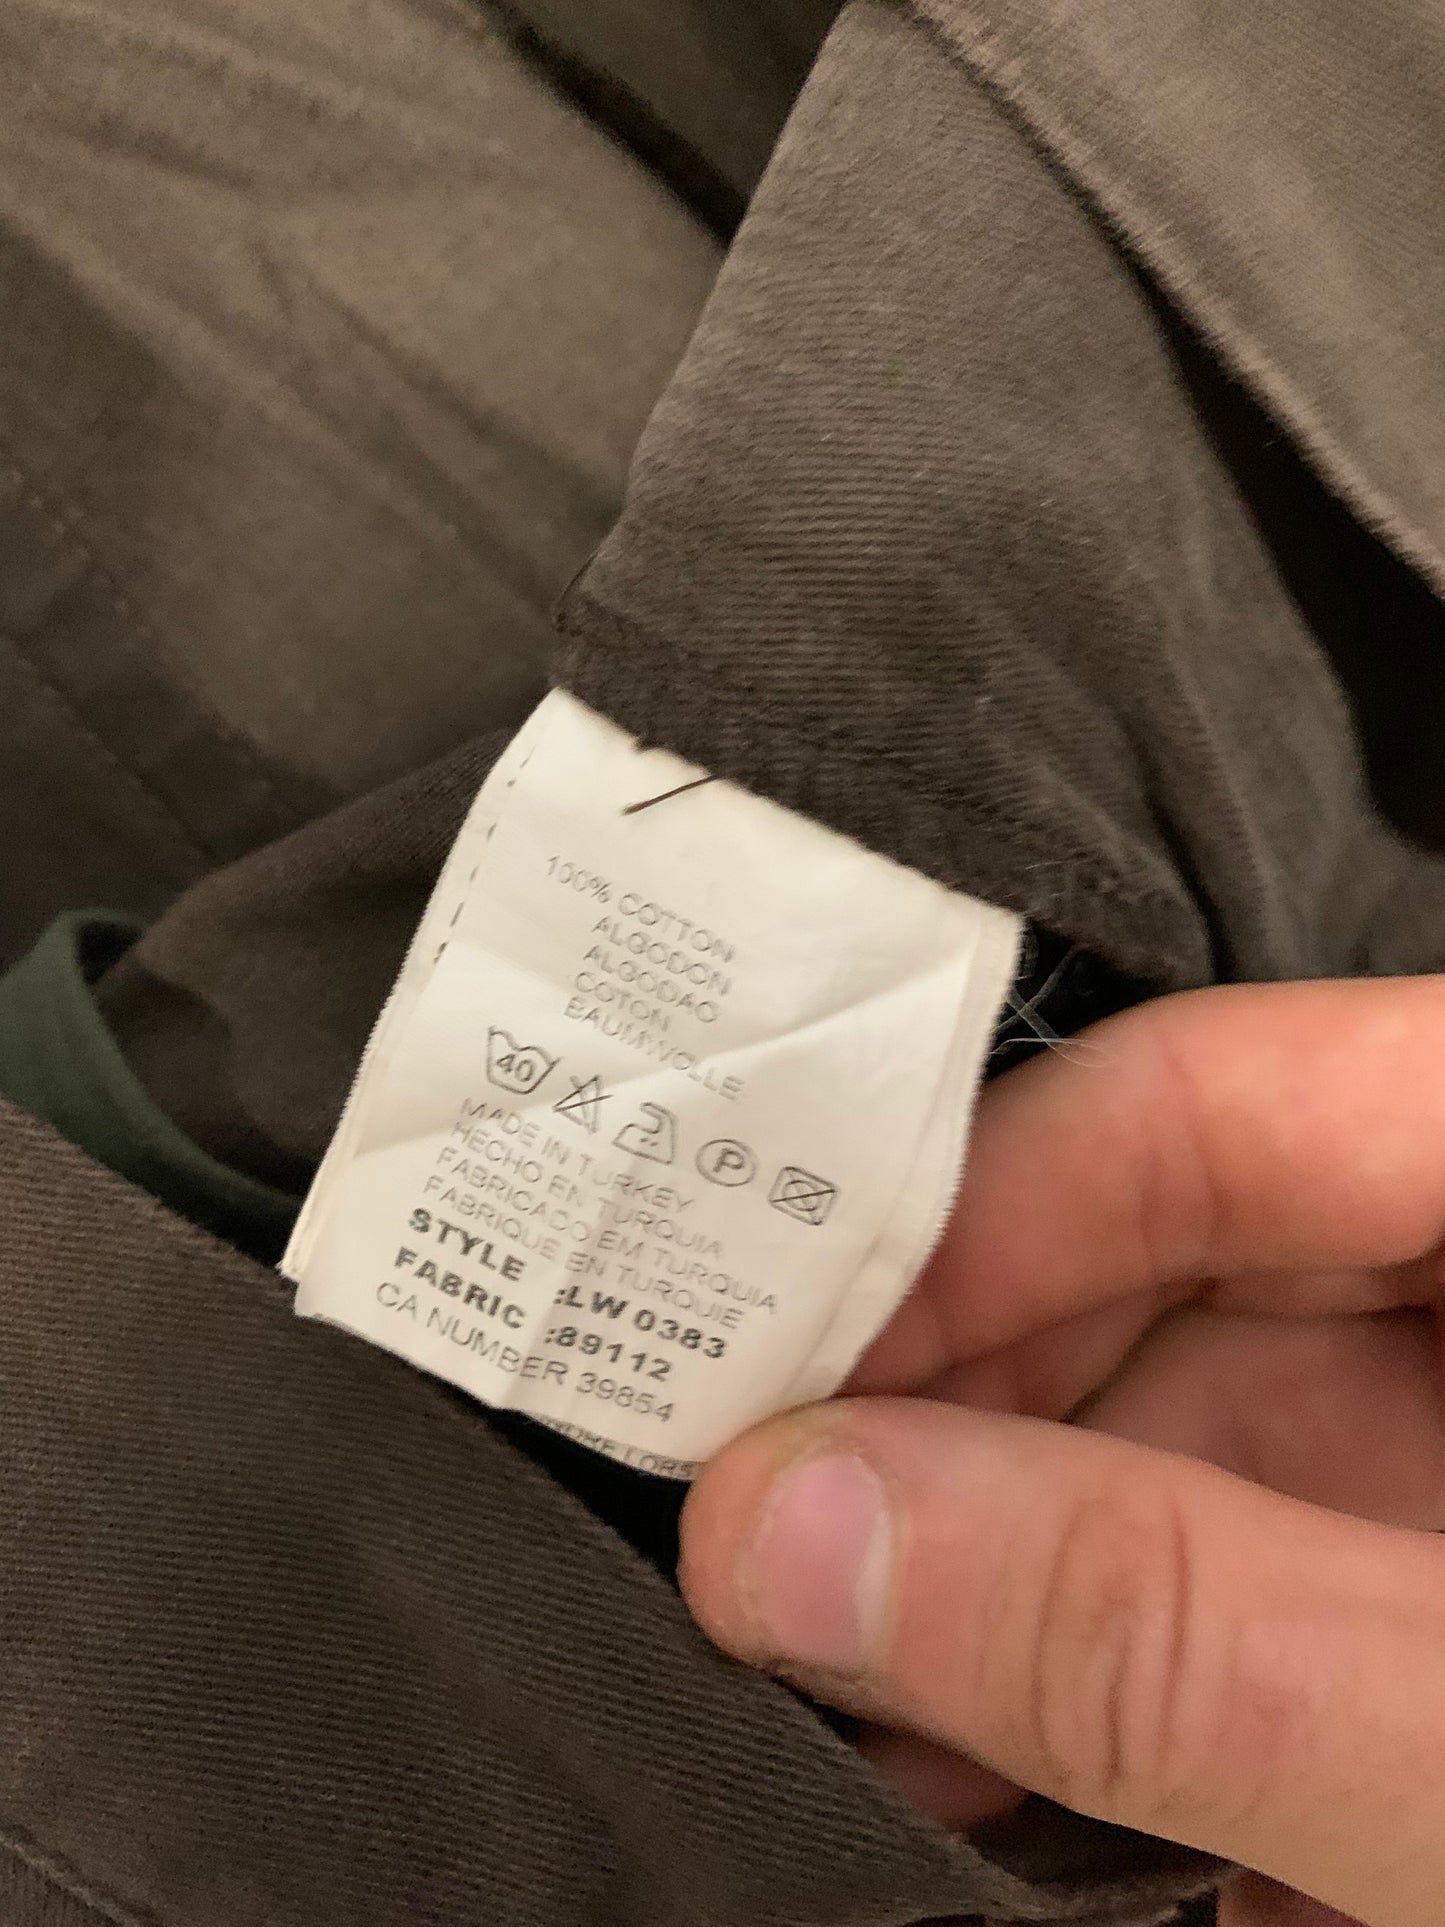 100% COTTON
ALGODON
ALGODAO
COTON
BAUMWOLLE
40
P
MADE IN TURKEY
HECHO EN TURQUIA
FABRICADO EM TURQUIA
FABRIQUE EN TURQUIE
STYLE :LW 0383
FABRIC :89112
CA NUMBER 39854